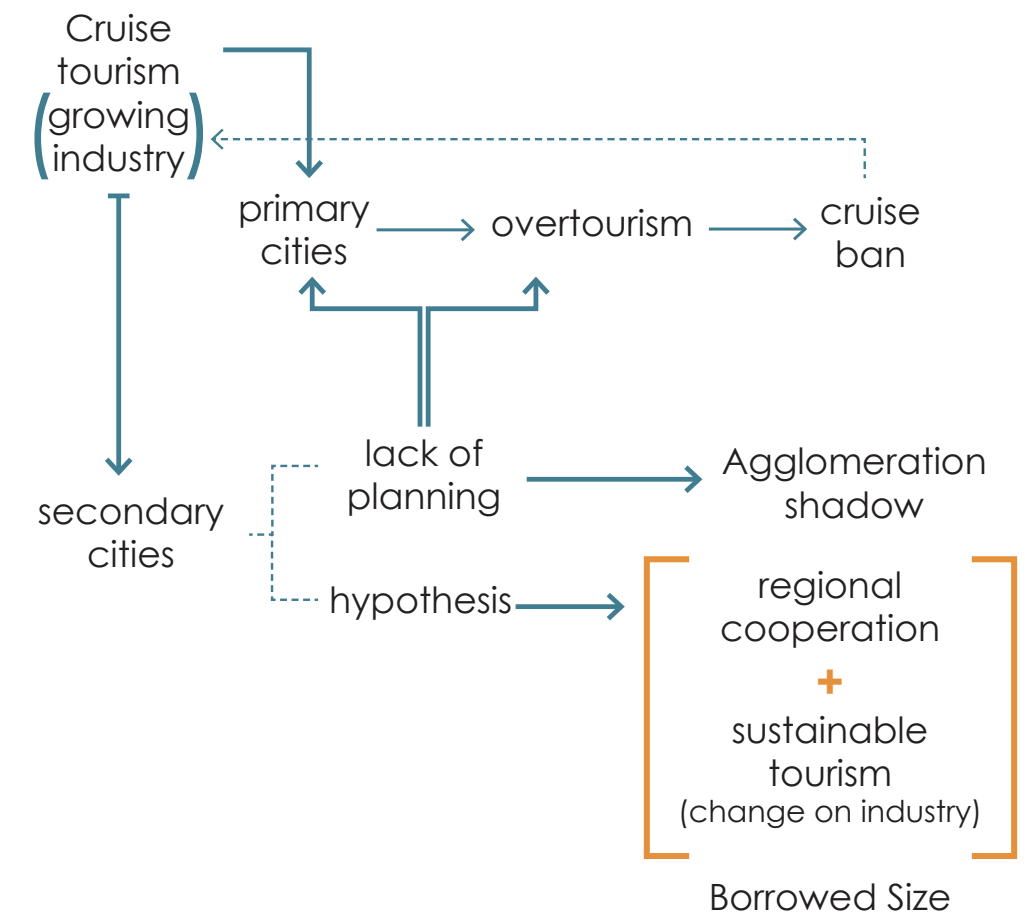 Cruise
tourism
(growing
industry)
primary
cities
overtourism
cruise
ban
lack of
planning
Agglomeration
shadow
secondary
cities
hypothesis
regional
cooperation
+
sustainable
tourism
(change on industry)
Borrowed Size